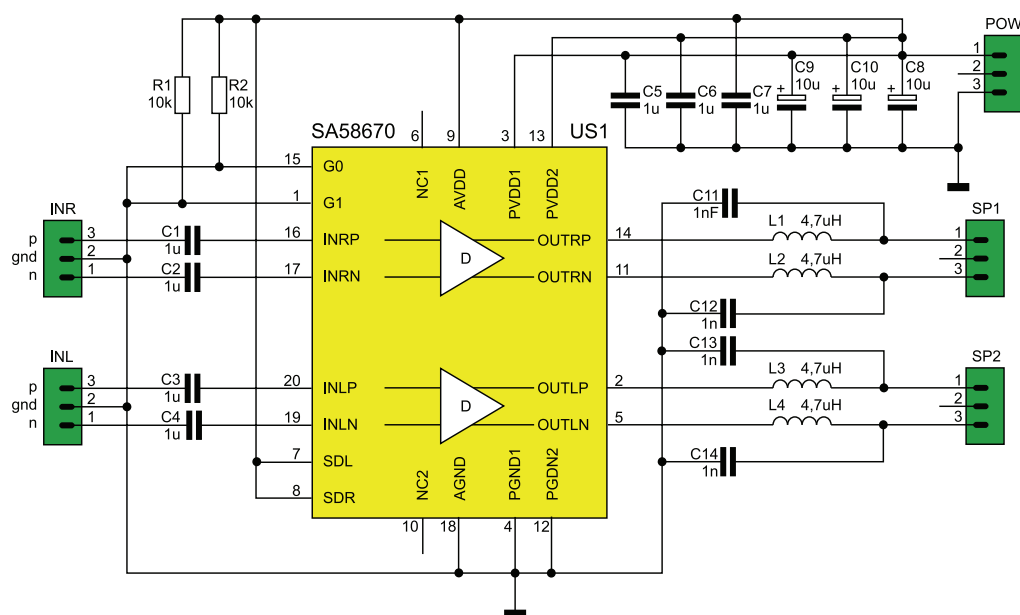 POW
1
2
3
R1
10k
R2
10k
C5
1u
C6
1u
C7
1u
+
C9
10u
+
C10
10u
+
C8
10u
SA58670
US1
6
9
3
13
NC1
AVDD
PVDD1
PVDD2
15
G0
1
G1
INR
p
3
gnd
2
n
1
C1
1u
C2
1u
16
INRP
D
OUTRP
14
17
INRN
OUTRN
11
C11
1nF
L1 4,7uH
L2 4,7uH
SP1
1
2
3
C12
1n
C13
1n
INL
p
3
gnd
2
n
1
C3
1u
C4
1u
20
INLP
D
OUTLP
2
19
INLN
OUTLN
5
L3 4,7uH
L4 4,7uH
SP2
1
2
3
C14
1n
7
SDL
8
SDR
NC2
AGND
PGND1
PGDN2
10
18
4
12